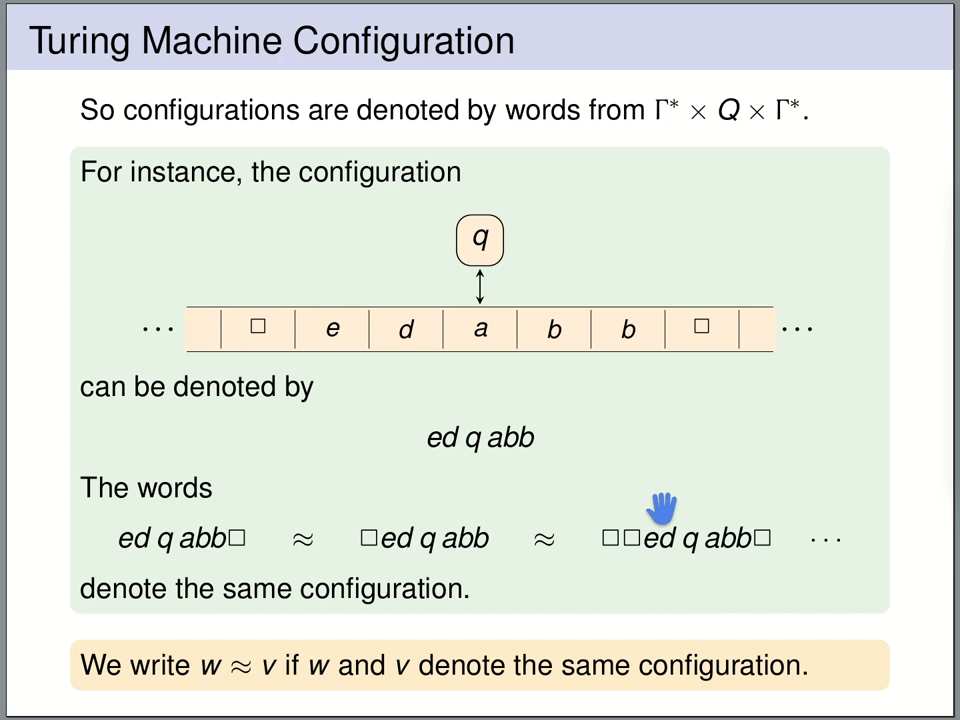 Turing Machine Configuration
So configurations are denoted by words from Γ* × Q × Γ*.
For instance, the configuration
q
··· □ e d a b b □ ···
can be denoted by
ed q abb
The words
ed q abb□ ≈ □ed q abb ≈ □□ed q abb□ ···
denote the same configuration.
We write w ≈ v if w and v denote the same configuration.